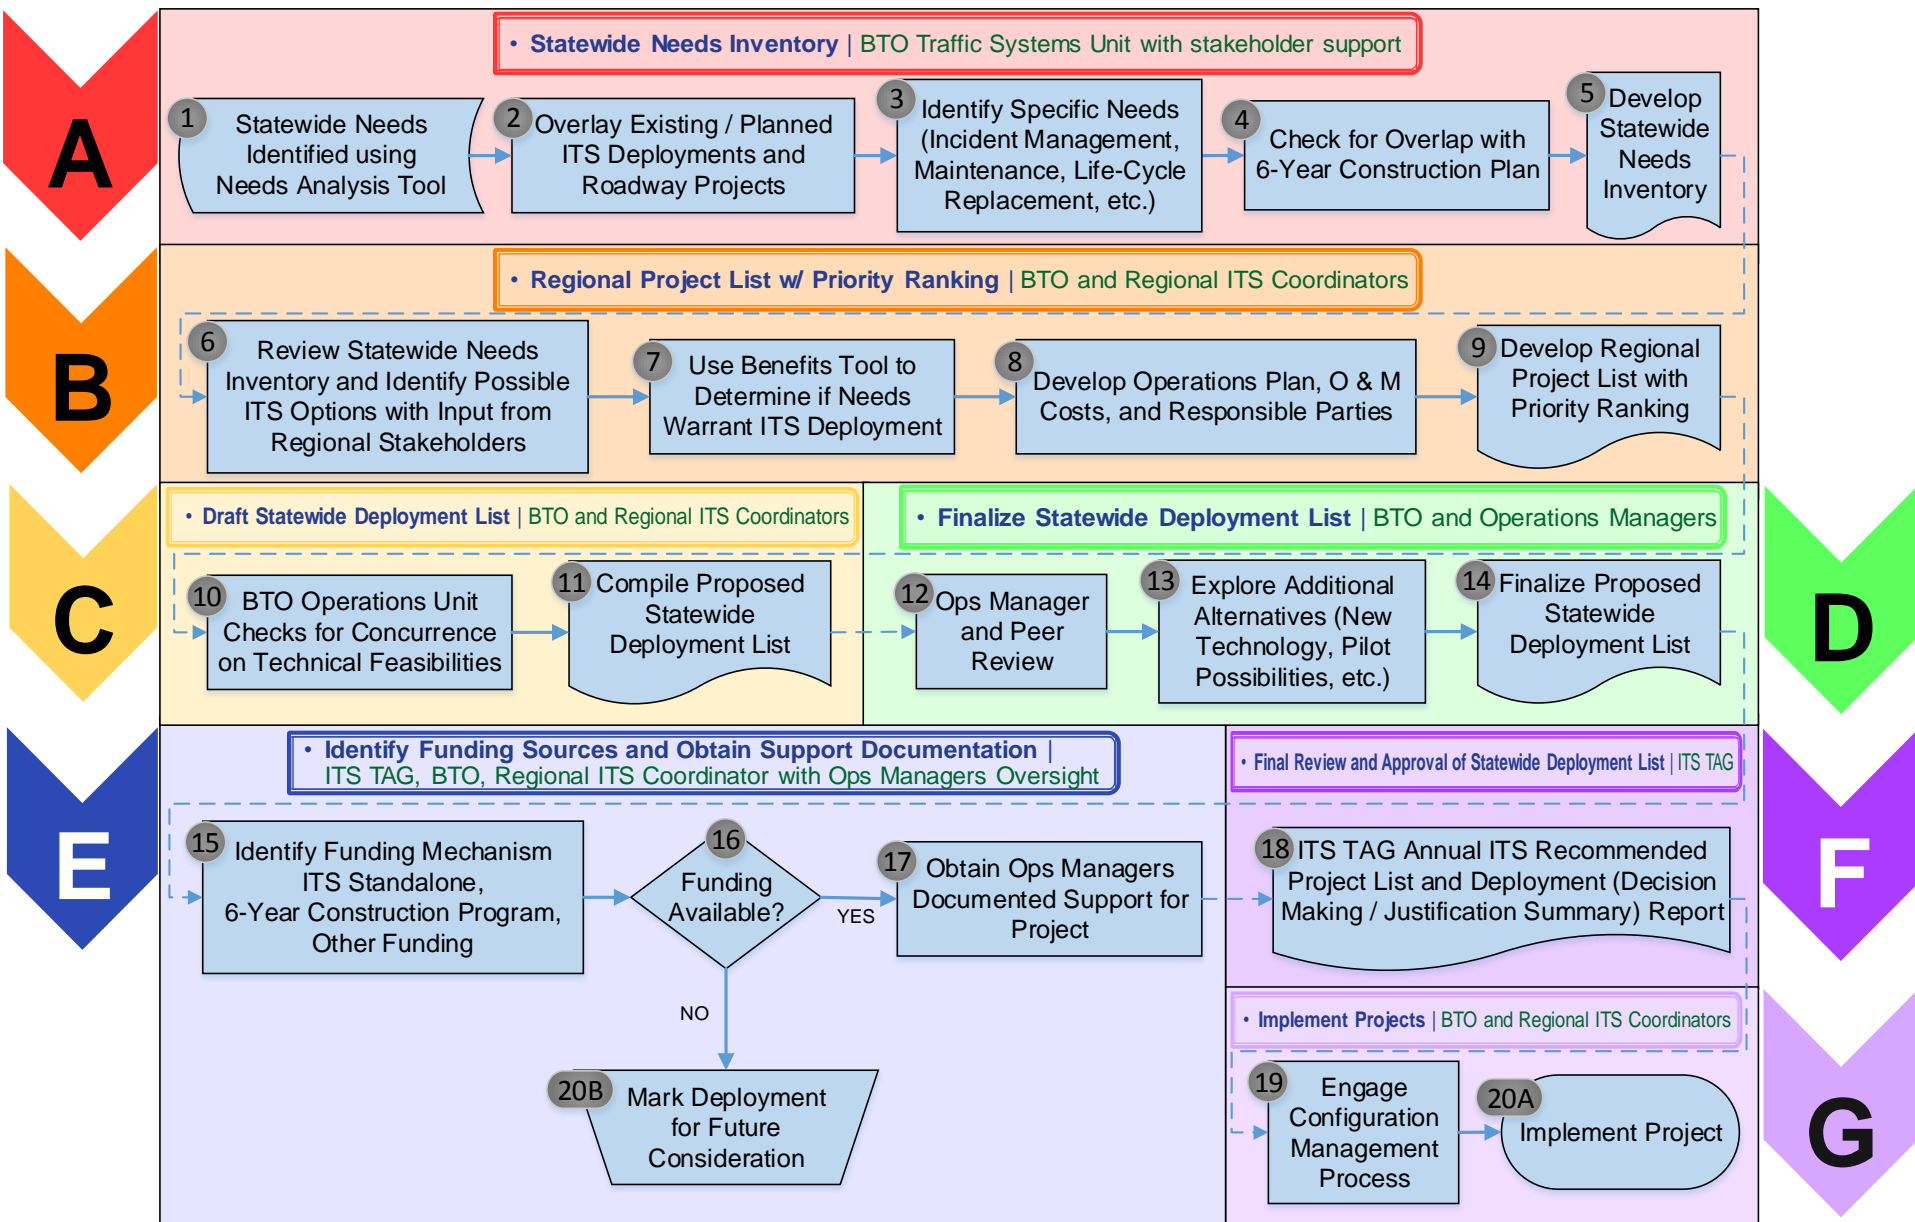 A
• Statewide Needs Inventory | BTO Traffic Systems Unit with stakeholder support
1
Statewide Needs
Identified using
Needs Analysis Tool
2
Overlay Existing / Planned
ITS Deployments and
Roadway Projects
3
Identify Specific Needs
(Incident Management,
Maintenance, Life-Cycle
Replacement, etc.)
4
Check for Overlap with
6-Year Construction Plan
5
Develop
Statewide
Needs
Inventory
B
• Regional Project List w/ Priority Ranking | BTO and Regional ITS Coordinators
6
Review Statewide Needs
Inventory and Identify Possible
ITS Options with Input from
Regional Stakeholders
7
Use Benefits Tool to
Determine if Needs
Warrant ITS Deployment
8
Develop Operations Plan, O & M
Costs, and Responsible Parties
9
Develop Regional
Project List with
Priority Ranking
C
• Draft Statewide Deployment List | BTO and Regional ITS Coordinators
10
BTO Operations Unit
Checks for Concurrence
on Technical Feasibilities
11
Compile Proposed
Statewide
Deployment List
D
• Finalize Statewide Deployment List | BTO and Operations Managers
12
Ops Manager
and Peer
Review
13
Explore Additional
Alternatives (New
Technology, Pilot
Possibilities, etc.)
14
Finalize Proposed
Statewide
Deployment List
E
• Identify Funding Sources and Obtain Support Documentation |
ITS TAG, BTO, Regional ITS Coordinator with Ops Managers Oversight
15
Identify Funding Mechanism
ITS Standalone,
6-Year Construction Program,
Other Funding
16
Funding
Available?
YES
NO
17
Obtain Ops Managers
Documented Support for
Project
20B
Mark Deployment
for Future
Consideration
F
• Final Review and Approval of Statewide Deployment List | ITS TAG
18
ITS TAG Annual ITS Recommended
Project List and Deployment (Decision
Making / Justification Summary) Report
G
• Implement Projects | BTO and Regional ITS Coordinators
19
Engage
Configuration
Management
Process
20A
Implement Project